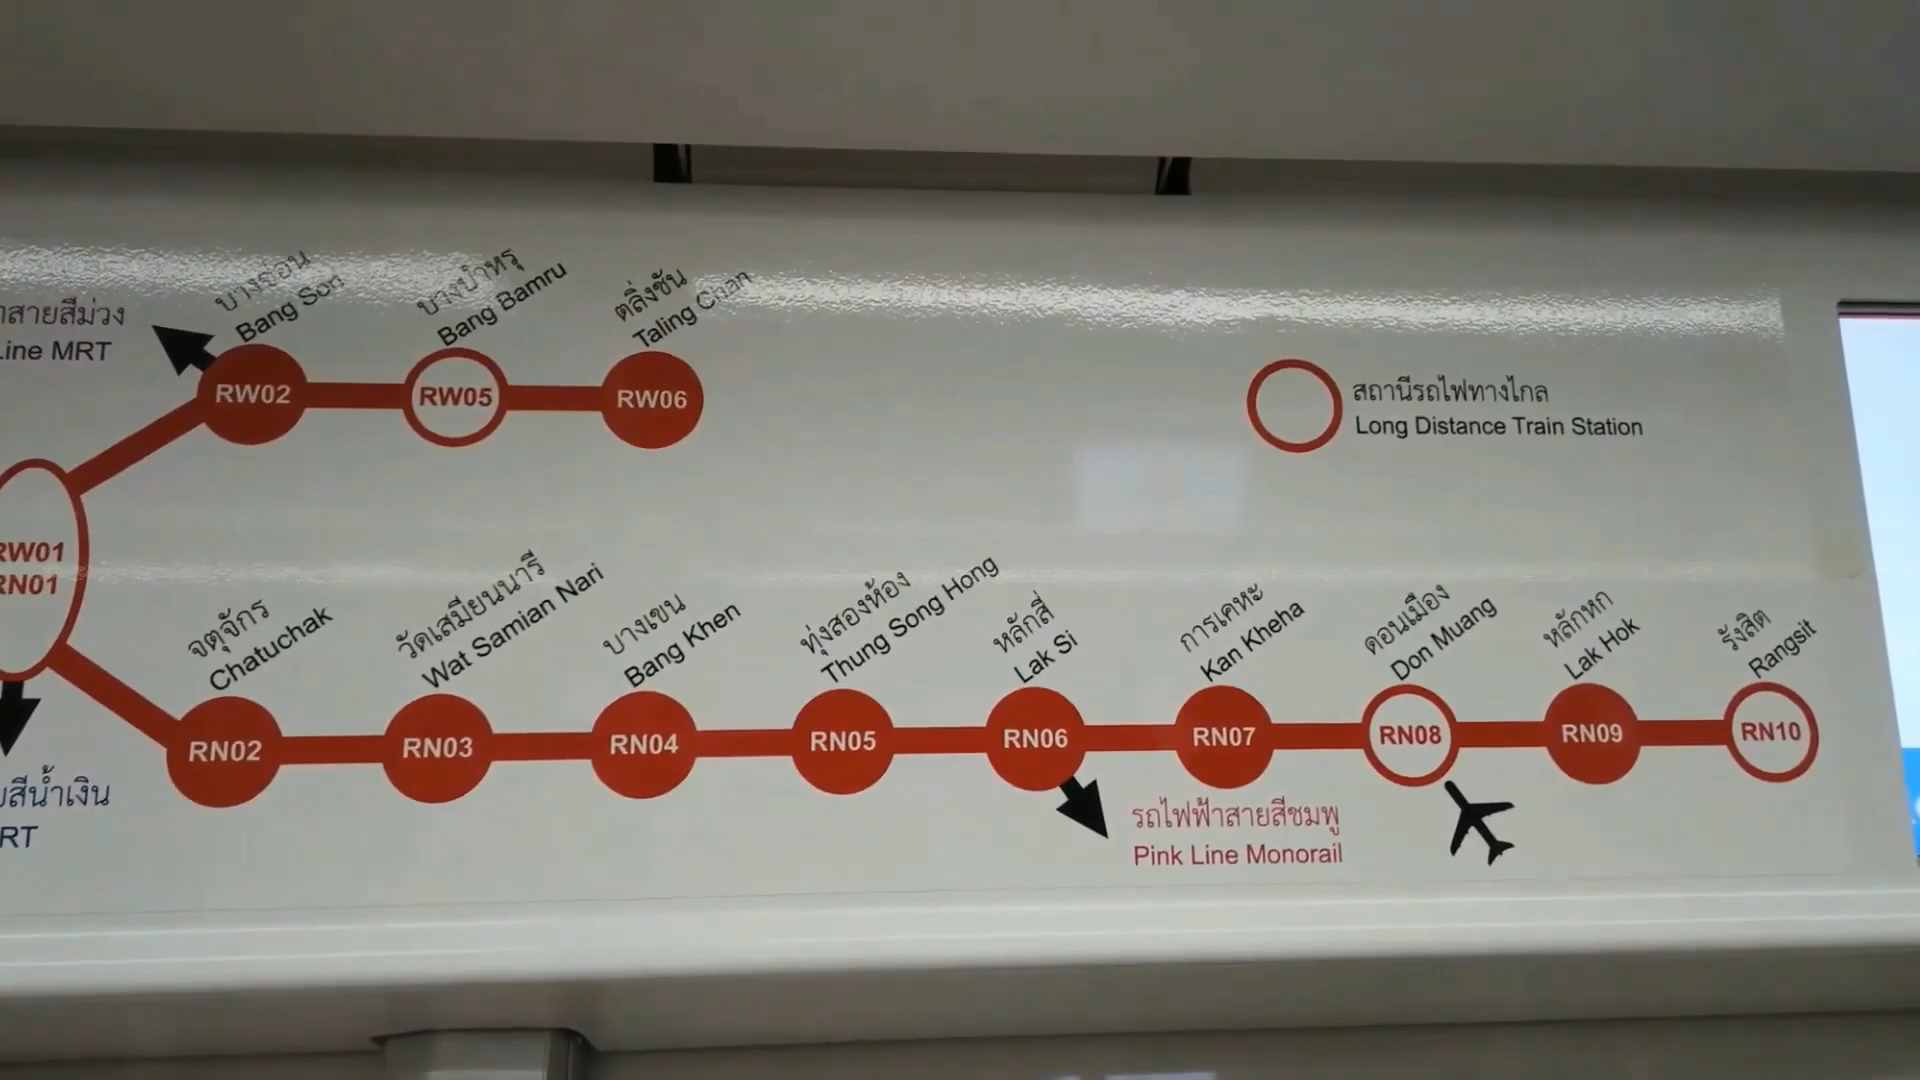 บางซ่อน
Bang Son
บางบำหรุ
Bang Bamru
ตลิ่งชัน
Taling Chan
สายสีม่วง
Line MRT
RW02
RW05
RW06
สถานีรถไฟทางไกล
Long Distance Train Station
RW01
RN01
จตุจักร
Chatuchak
วัดเสมียนนารี
Wat Samian Nari
บางเขน
Bang Khen
ทุ่งสองห้อง
Thung Song Hong
หลักสี่
Lak Si
การเคหะ
Kan Kheha
ดอนเมือง
Don Muang
หลักหก
Lak Hok
รังสิต
Rangsit
RN02
RN03
RN04
RN05
RN06
RN07
RN08
RN09
RN10
สีน้ำเงิน
RT
รถไฟฟ้าสายสีชมพู
Pink Line Monorail